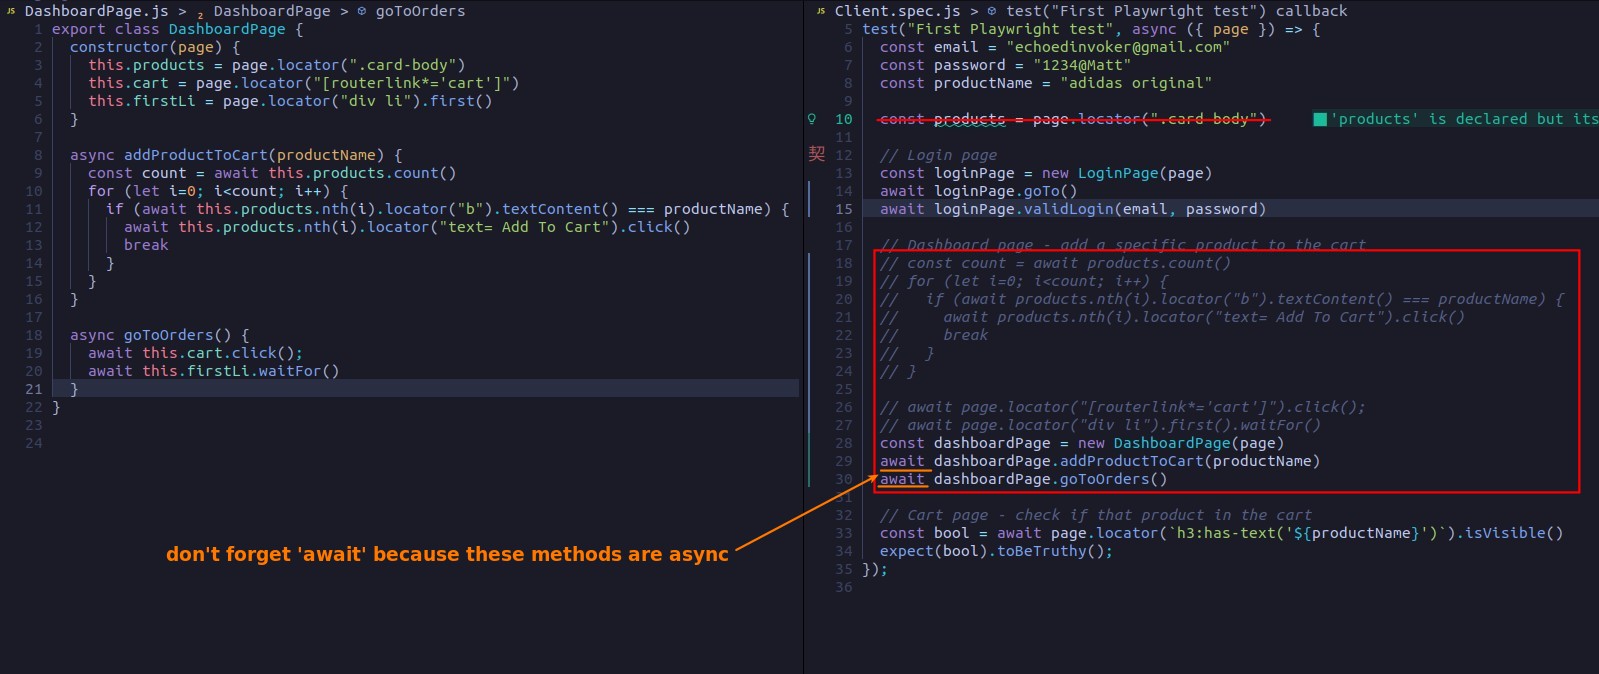 JS DashboardPage.js > DashboardPage > goToOrders
1 export class DashboardPage {
2   constructor(page) {
3     this.products = page.locator(".card-body")
4     this.cart = page.locator("[routerlink*='cart']")
5     this.firstLi = page.locator("div li").first()
6   }
7
8   async addProductToCart(productName) {
9     const count = await this.products.count()
10     for (let i=0; i<count; i++) {
11       if (await this.products.nth(i).locator("b").textContent() === productName) {
12         await this.products.nth(i).locator("text= Add To Cart").click()
13         break
14       }
15     }
16   }
17
18   async goToOrders() {
19     await this.cart.click();
20     await this.firstLi.waitFor()
21   }
22 }
23
24
don't forget 'await' because these methods are async
JS Client.spec.js > test("First Playwright test") callback
5 test("First Playwright test", async ({ page }) => {
6   const email = "echoedinvoker@gmail.com"
7   const password = "1234@Matt"
8   const productName = "adidas original"
9
10   const products = page.locator(".card-body")     'products' is declared but its
11
契 12   // Login page
13   const loginPage = new LoginPage(page)
14   await loginPage.goTo()
15   await loginPage.validLogin(email, password)
16
17   // Dashboard page - add a specific product to the cart
18   // const count = await products.count()
19   // for (let i=0; i<count; i++) {
20   //   if (await products.nth(i).locator("b").textContent() === productName) {
21   //     await products.nth(i).locator("text= Add To Cart").click()
22   //     break
23   //   }
24   // }
25
26   // await page.locator("[routerlink*='cart']").click();
27   // await page.locator("div li").first().waitFor()
28   const dashboardPage = new DashboardPage(page)
29   await dashboardPage.addProductToCart(productName)
30   await dashboardPage.goToOrders()
31
32   // Cart page - check if that product in the cart
33   const bool = await page.locator(`h3:has-text('${productName}')`).isVisible()
34   expect(bool).toBeTruthy();
35 });
36